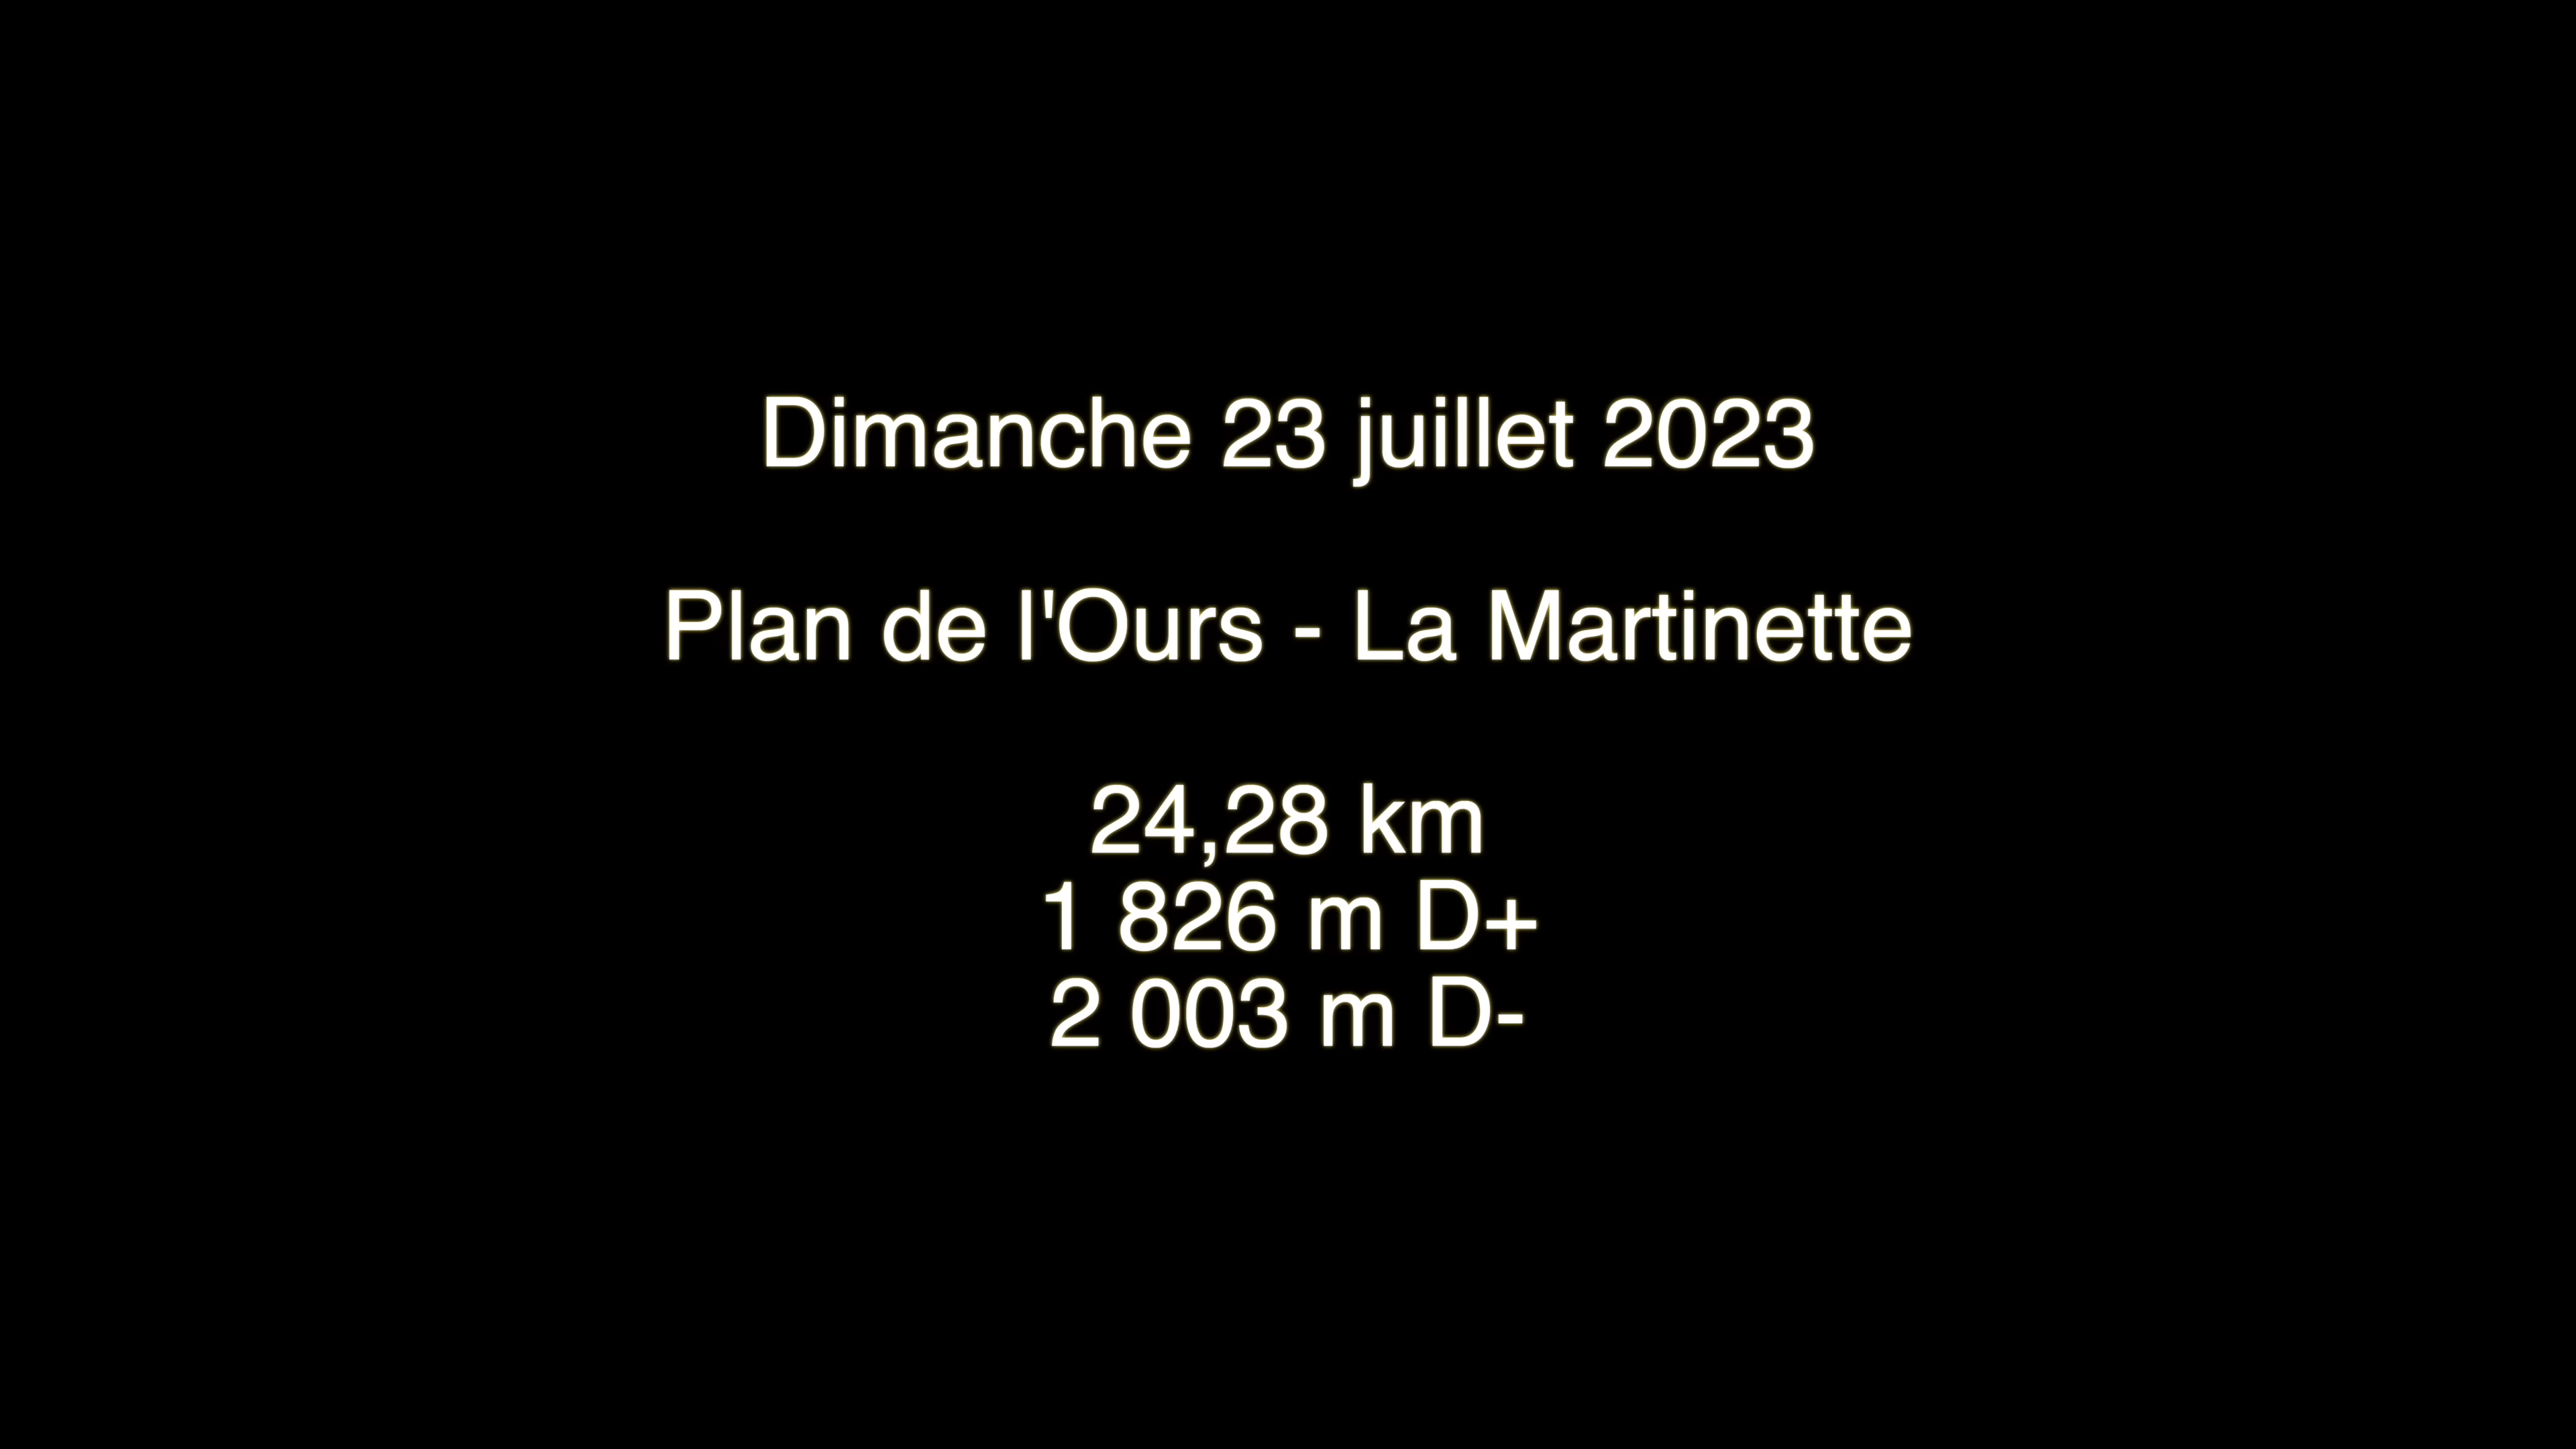 Dimanche 23 juillet 2023
Plan de l'Ours - La Martinette
24,28 km
1 826 m D+
2 003 m D-